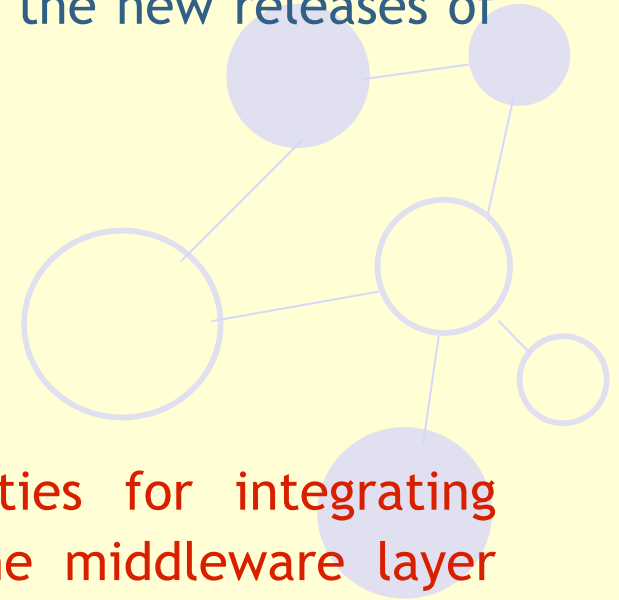 the new releases of
ties for integrating
e middleware layer